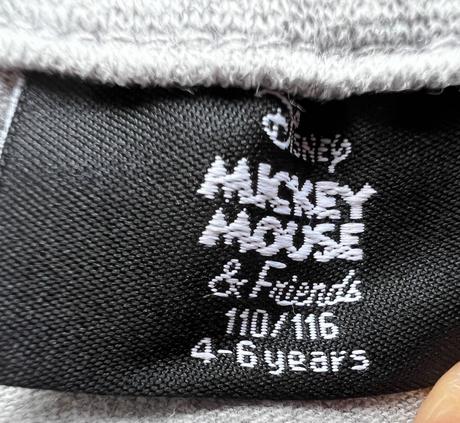 Disney
MICKEY
MOUSE
& Friends
110/116
4-6 years